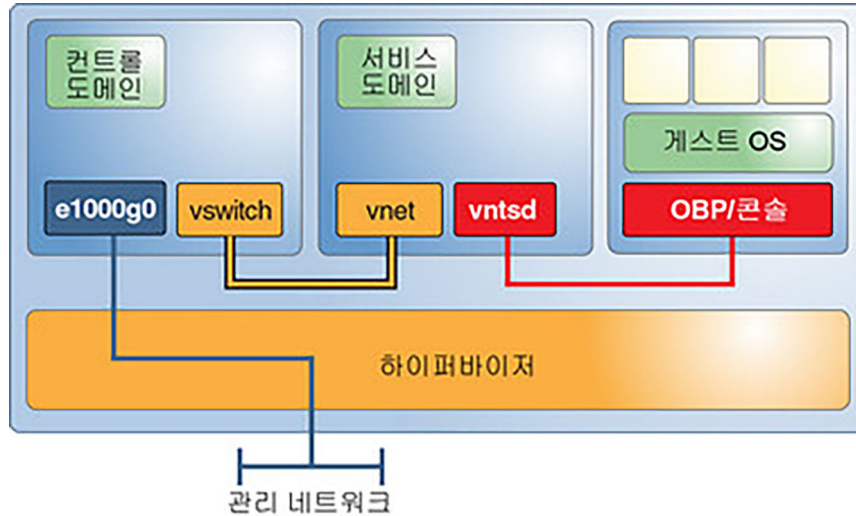 컨트롤
도메인
서비스
도메인
게스트 OS
e1000g0
vswitch
vnet
vntsd
OBP/콘솔
하이퍼바이저
관리 네트워크